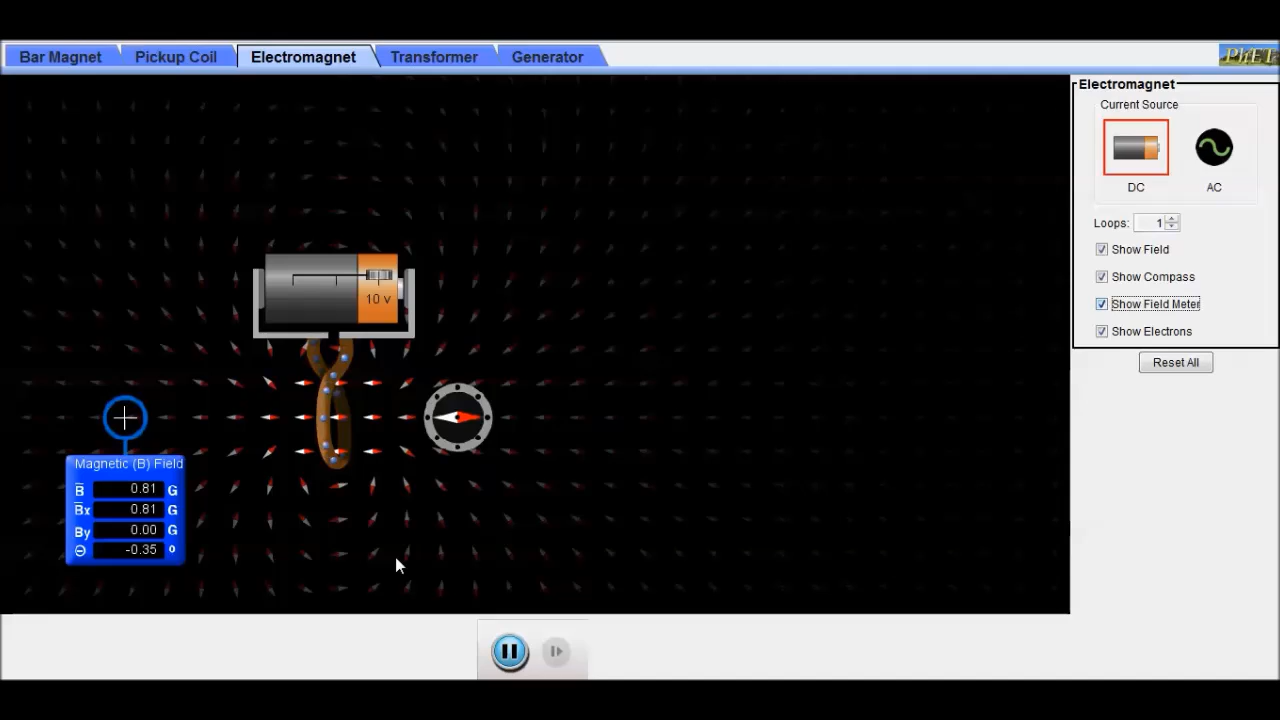 Bar Magnet
Pickup Coil
Electromagnet
Transformer
Generator
PhET
Electromagnet
Current Source
DC
AC
Loops: 1
Show Field
Show Compass
Show Field Meter
Show Electrons
Reset All
10 v
Magnetic (B) Field
B 0.81 G
Bx 0.81 G
By 0.00 G
Θ -0.35 °